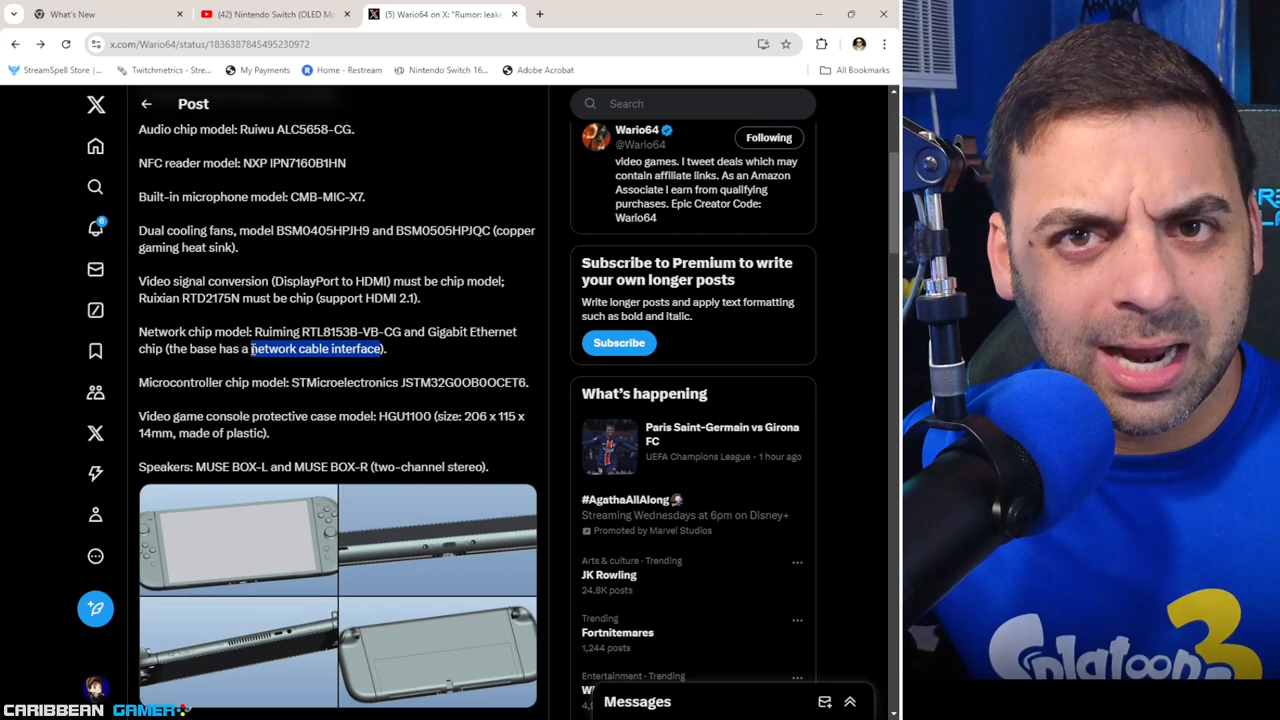 What's New
(42) Nintendo Switch (OLED Mo
(5) Wario64 on X: "Rumor: leake
x.com/Wario64/status/1836387845495230972
StreamSpell Store |...
Twitchmetrics - Stre...
My Payments
Home - Restream
Nintendo Switch 16...
Adobe Acrobat
All Bookmarks
Post
Audio chip model: Ruiwu ALC5658-CG.
NFC reader model: NXP IPN7160B1HN
Built-in microphone model: CMB-MIC-X7.
Dual cooling fans, model BSM0405HPJH9 and BSM0505HPJQC (copper
gaming heat sink).
Video signal conversion (DisplayPort to HDMI) must be chip model;
Ruixian RTD2175N must be chip (support HDMI 2.1).
Network chip model: Ruiming RTL8153B-VB-CG and Gigabit Ethernet
chip (the base has a network cable interface).
Microcontroller chip model: STMicroelectronics JSTM32G0OB0OCET6.
Video game console protective case model: HGU1100 (size: 206 x 115 x
14mm, made of plastic).
Speakers: MUSE BOX-L and MUSE BOX-R (two-channel stereo).
6
Search
Wario64
@Wario64
Following
video games. I tweet deals which may
contain affiliate links. As an Amazon
Associate I earn from qualifying
purchases. Epic Creator Code:
Wario64
Subscribe to Premium to write
your own longer posts
Write longer posts and apply text formatting
such as bold and italic.
Subscribe
What's happening
Paris Saint-Germain vs Girona
FC
UEFA Champions League · 1 hour ago
#AgathaAllAlong
Streaming Wednesdays at 6pm on Disney+
Promoted by Marvel Studios
Arts & culture · Trending
JK Rowling
24.8K posts
Trending
Fortnitemares
1,244 posts
Entertainment · Trending
Messages
CARIBBEAN GAMER
Splatoon 3